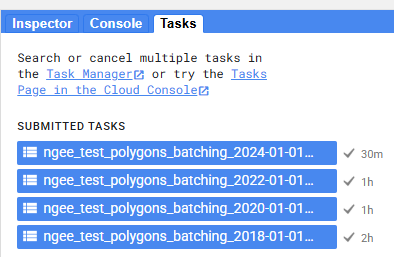 Inspector Console Tasks
Search or cancel multiple tasks in
the Task Manager or try the Tasks
Page in the Cloud Console
SUBMITTED TASKS
ngee_test_polygons_batching_2024-01-01... 30m
ngee_test_polygons_batching_2022-01-01... 1h
ngee_test_polygons_batching_2020-01-01... 1h
ngee_test_polygons_batching_2018-01-01... 2h